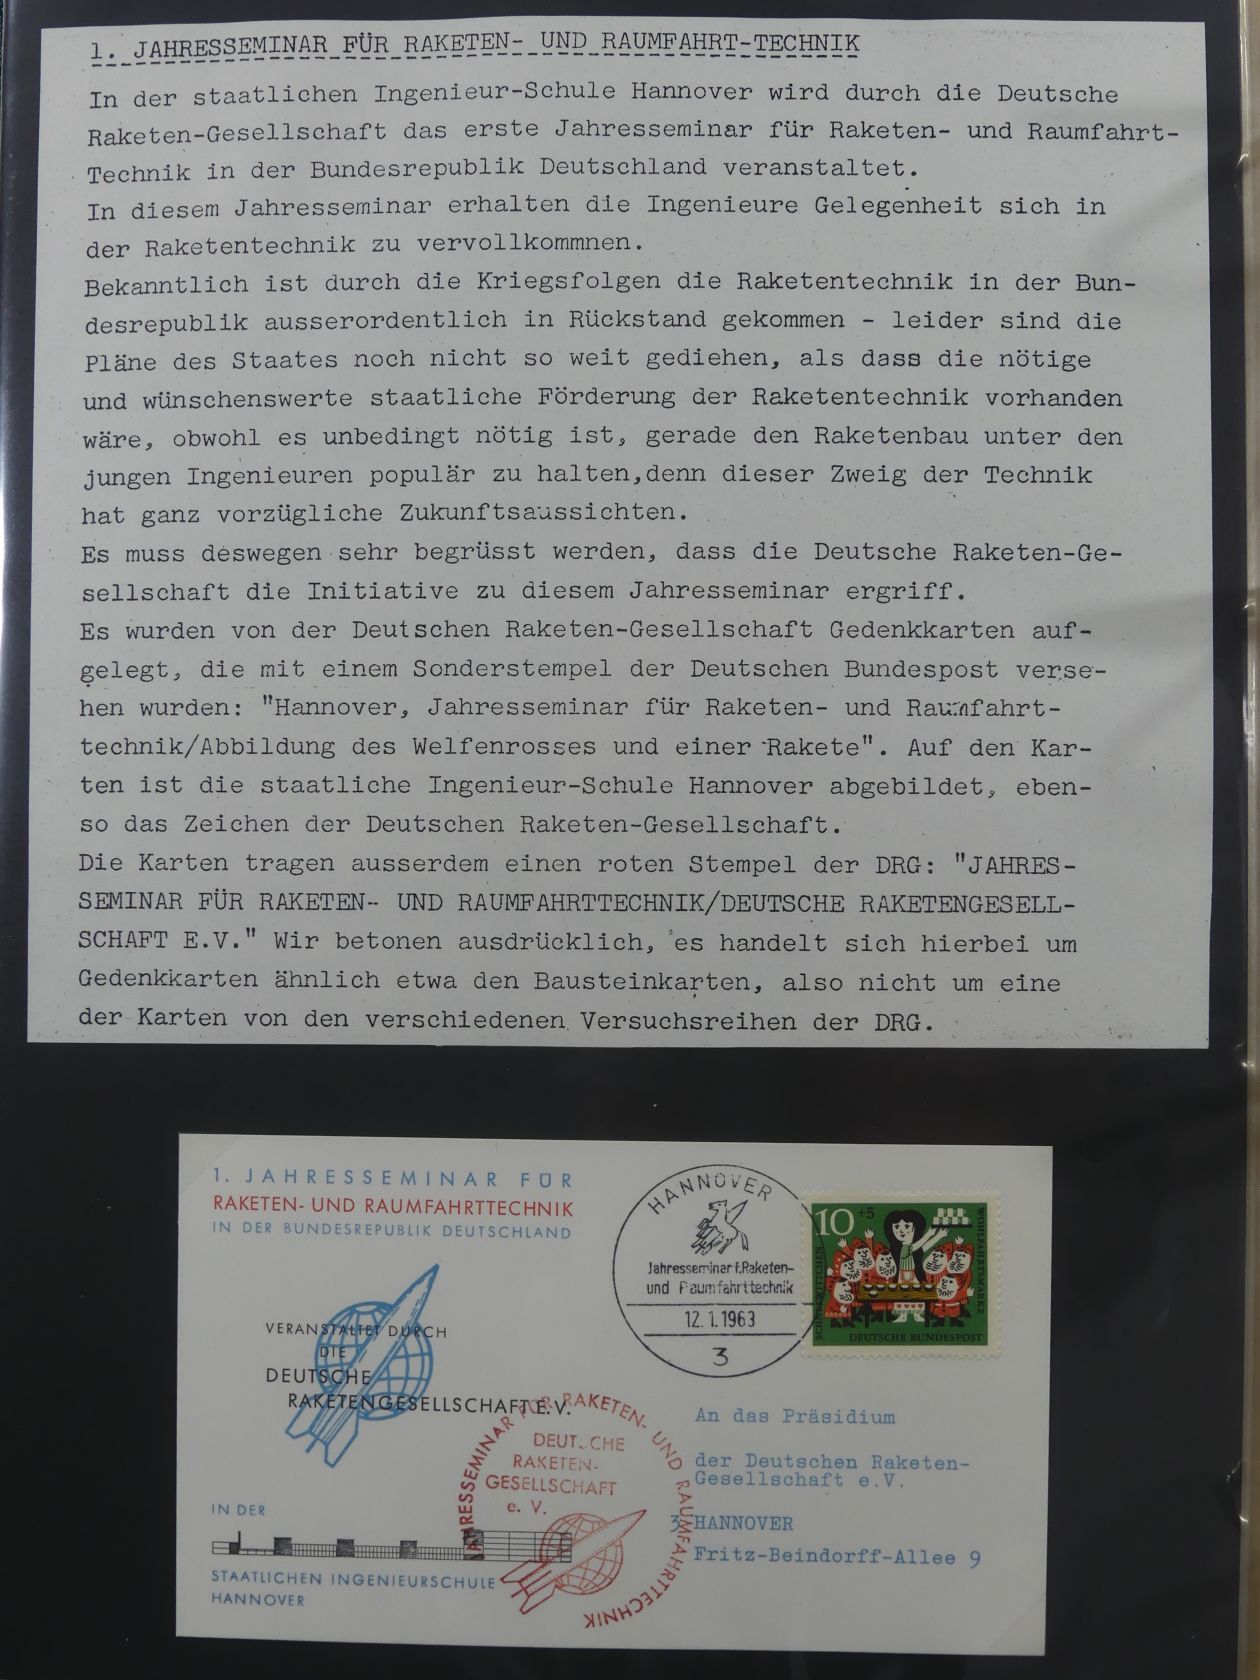 1. JAHRESSEMINAR FÜR RAKETEN- UND RAUMFAHRT-TECHNIK
In der staatlichen Ingenieur-Schule Hannover wird durch die Deutsche
Raketen-Gesellschaft das erste Jahresseminar für Raketen- und Raumfahrt-
Technik in der Bundesrepublik Deutschland veranstaltet.
In diesem Jahresseminar erhalten die Ingenieure Gelegenheit sich in
der Raketentechnik zu vervollkommnen.
Bekanntlich ist durch die Kriegsfolgen die Raketentechnik in der Bun-
desrepublik ausserordentlich in Rückstand gekommen - leider sind die
Pläne des Staates noch nicht so weit gediehen, als dass die nötige
und wünschenswerte staatliche Förderung der Raketentechnik vorhanden
wäre, obwohl es unbedingt nötig ist, gerade den Raketenbau unter den
jungen Ingenieuren populär zu halten,denn dieser Zweig der Technik
hat ganz vorzügliche Zukunftsaussichten.
Es muss deswegen sehr begrüsst werden, dass die Deutsche Raketen-Ge-
sellschaft die Initiative zu diesem Jahresseminar ergriff.
Es wurden von der Deutschen Raketen-Gesellschaft Gedenkkarten auf-
gelegt, die mit einem Sonderstempel der Deutschen Bundespost verse-
hen wurden: "Hannover, Jahresseminar für Raketen- und Raumfahrt-
technik/Abbildung des Welfenrosses und einer Rakete". Auf den Kar-
ten ist die staatliche Ingenieur-Schule Hannover abgebildet, eben-
so das Zeichen der Deutschen Raketen-Gesellschaft.
Die Karten tragen ausserdem einen roten Stempel der DRG: "JAHRES-
SEMINAR FÜR RAKETEN- UND RAUMFAHRTTECHNIK/DEUTSCHE RAKETENGESELL-
SCHAFT E.V." Wir betonen ausdrücklich, es handelt sich hierbei um
Gedenkkarten ähnlich etwa den Bausteinkarten, also nicht um eine
der Karten von den verschiedenen Versuchsreihen der DRG.
1. JAHRESSEMINAR FÜR
RAKETEN- UND RAUMFAHRTTECHNIK
IN DER BUNDESREPUBLIK DEUTSCHLAND
VERANSTALTET DURCH
DIE
DEUTSCHE
RAKETENGESELLSCHAFT E.V.
IN DER
STAATLICHEN INGENIEURSCHULE
HANNOVER
HANNOVER
Jahresseminar f. Raketen-
und Raumfahrttechnik
12.1.1963
3
10 +5
SCHNEEWITTCHEN
WOHLFAHRTSMARKE
DEUTSCHE BUNDESPOST
JAHRESSEMINAR FÜR RAKETEN- UND RAUMFAHRTTECHNIK
DEUTSCHE
RAKETEN-
GESELLSCHAFT
e. V.
An das Präsidium
der Deutschen Raketen-
Gesellschaft e.V.
3 HANNOVER
Fritz-Beindorff-Allee 9